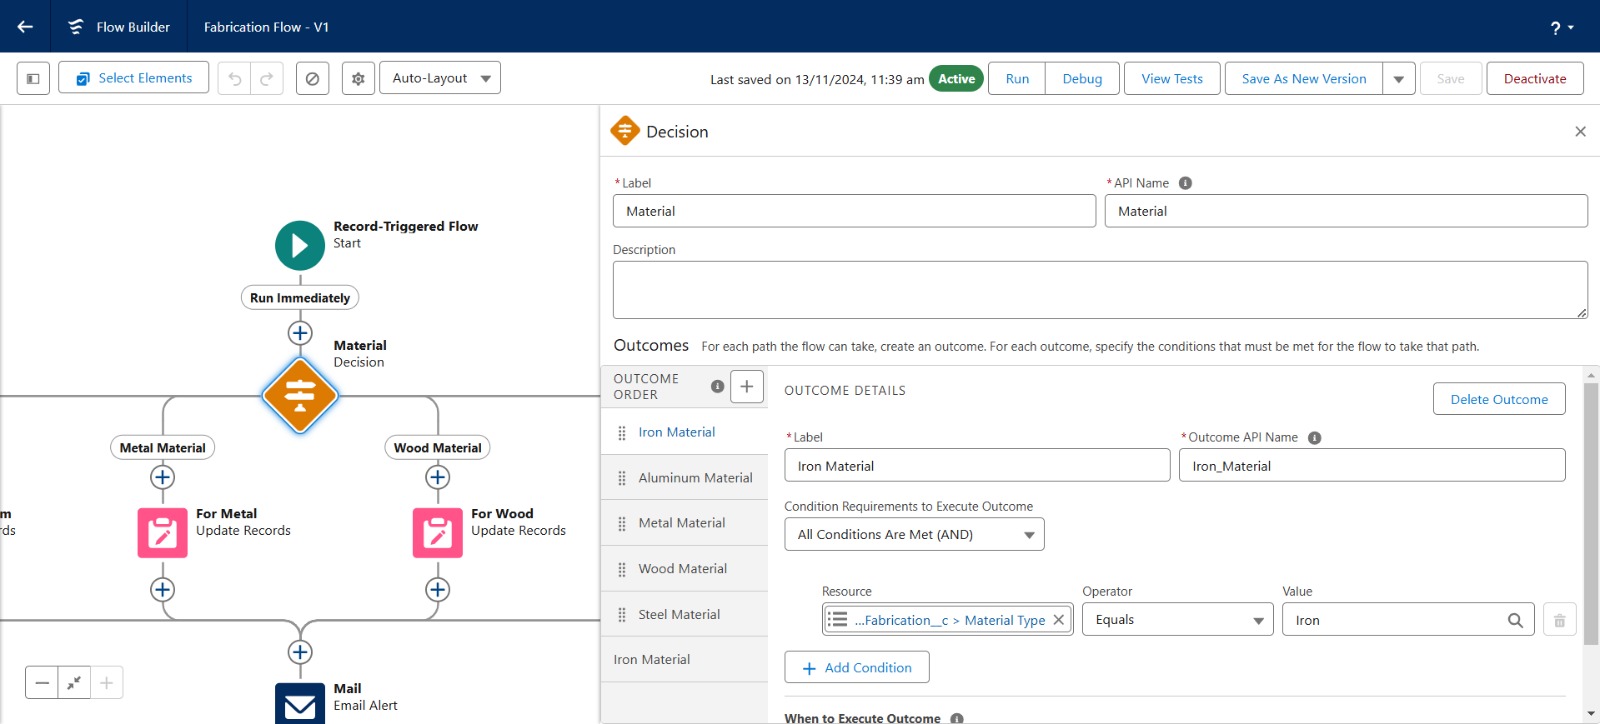 Flow Builder
Fabrication Flow - V1
?
Select Elements
Auto-Layout
Last saved on 13/11/2024, 11:39 am
Active
Run
Debug
View Tests
Save As New Version
Save
Deactivate
Record-Triggered Flow
Start
Run Immediately
Material
Decision
Metal Material
Wood Material
m
rds
For Metal
Update Records
For Wood
Update Records
Mail
Email Alert
Decision
* Label
Material
* API Name
Material
Description
Outcomes For each path the flow can take, create an outcome. For each outcome, specify the conditions that must be met for the flow to take that path.
OUTCOME
ORDER
Iron Material
Aluminum Material
Metal Material
Wood Material
Steel Material
Iron Material
OUTCOME DETAILS
Delete Outcome
* Label
Iron Material
* Outcome API Name
Iron_Material
Condition Requirements to Execute Outcome
All Conditions Are Met (AND)
Resource
...Fabrication__c > Material Type
Operator
Equals
Value
Iron
Add Condition
When to Execute Outcome